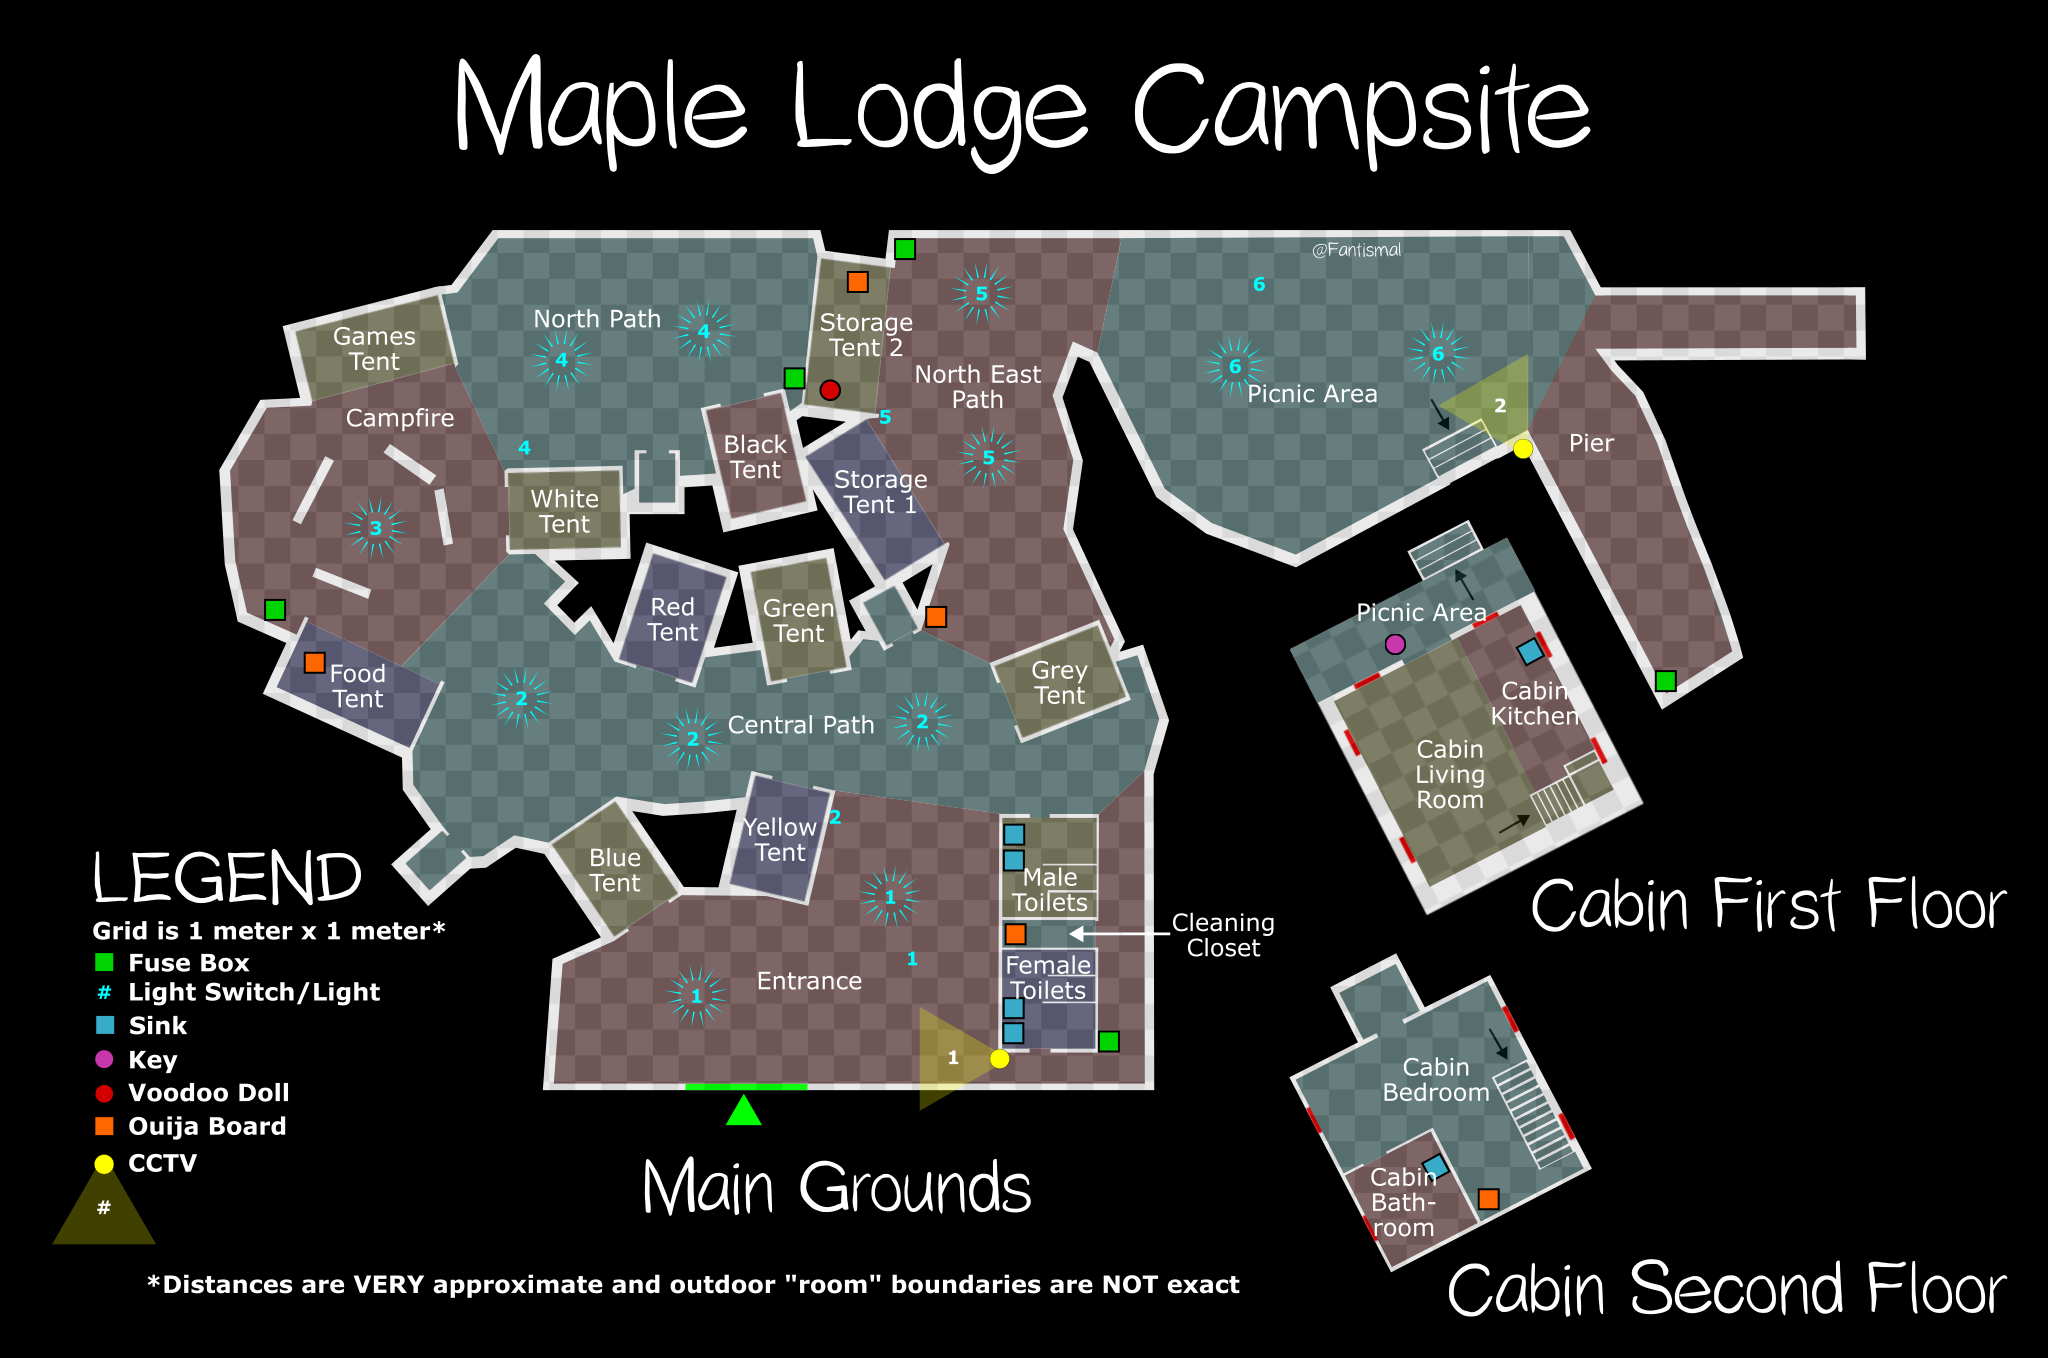 Maple Lodge Campsite
@Fantismal
6
5
North Path
4
Storage
Tent 2
Games
Tent
4
6
6
North East
Path
Picnic Area
2
Campfire
4
5
Black
Tent
Pier
5
Storage
Tent 1
White
Tent
3
Red
Tent
Green
Tent
Picnic Area
Food
Tent
Grey
Tent
Cabin
Kitchen
2
2
2
Central Path
Cabin
Living
Room
Yellow
Tent
2
Blue
Tent
Male
Toilets
1
Cleaning
Closet
Cabin First Floor
1
Female
Toilets
Entrance
1
1
Cabin
Bedroom
Cabin
Bath-
room
Cabin Second Floor
Main Grounds
LEGEND
Grid is 1 meter x 1 meter*
Fuse Box
# Light Switch/Light
Sink
Key
Voodoo Doll
Ouija Board
CCTV
#
*Distances are VERY approximate and outdoor "room" boundaries are NOT exact